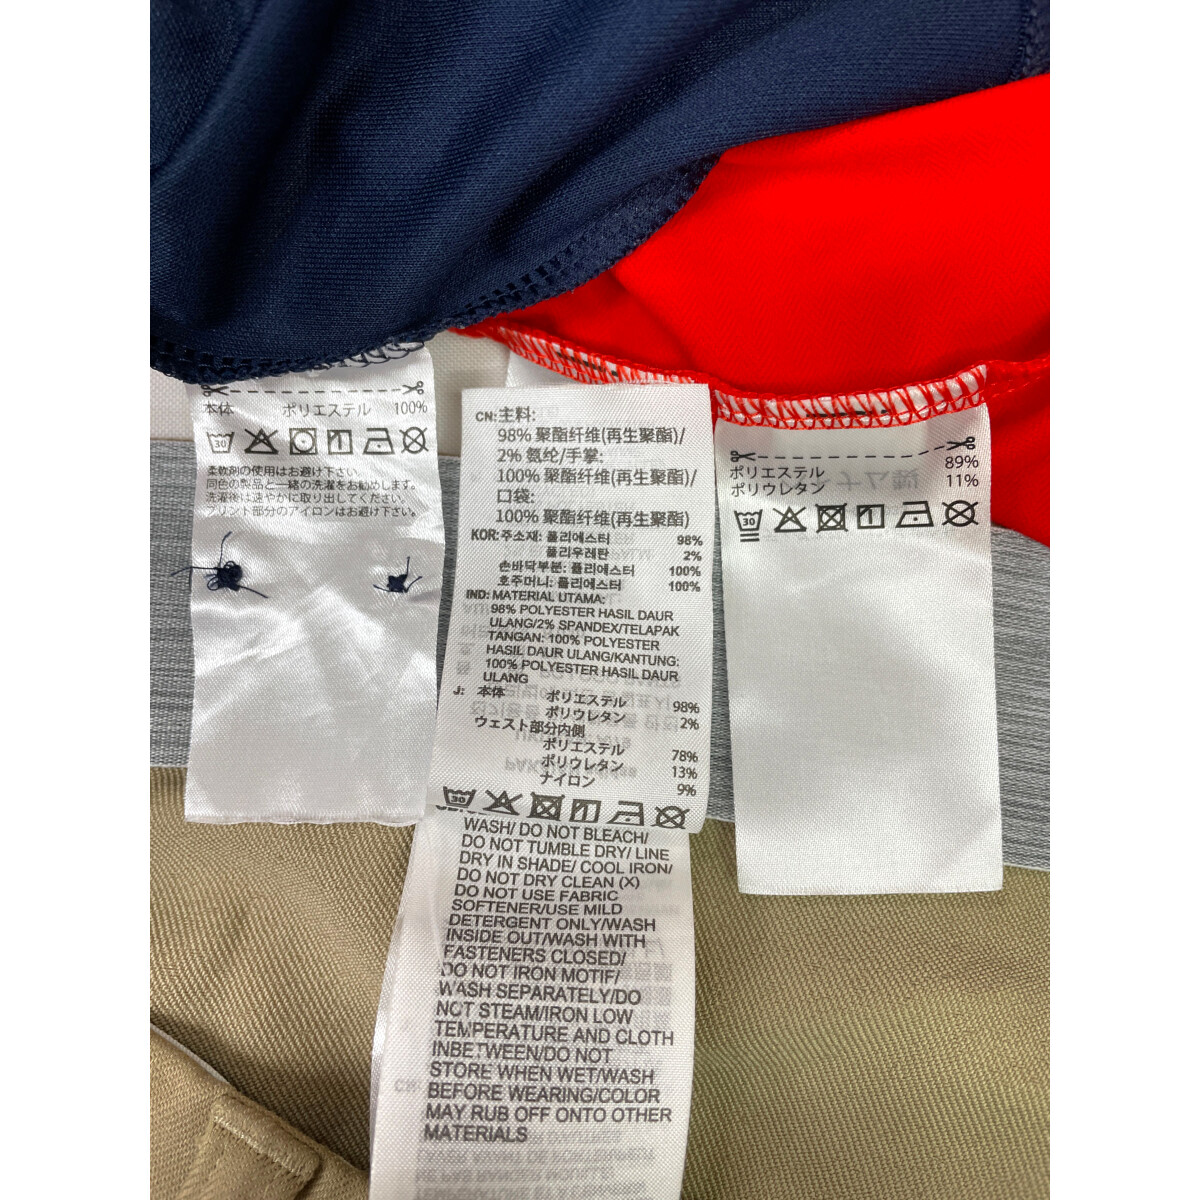 本体 ポリエステル 100%
30
柔軟剤の使用はお避け下さい。
同色の製品と一緒の洗濯をお勧めします。
洗濯後は速やかに取り出してください。
プリント部分のアイロンはお避け下さい。
CN:主料:
98% 聚酯纤维(再生聚酯)/
2% 氨纶/手掌:
100% 聚酯纤维(再生聚酯)/
口袋:
100% 聚酯纤维(再生聚酯)
KOR:주소재: 폴리에스터 98%
폴리우레탄 2%
손바닥부분: 폴리에스터 100%
호주머니: 폴리에스터 100%
IND: MATERIAL UTAMA:
98% POLYESTER HASIL DAUR
ULANG/2% SPANDEX/TELAPAK
TANGAN: 100% POLYESTER
HASIL DAUR ULANG/KANTUNG:
100% POLYESTER HASIL DAUR
ULANG
J: 本体 ポリエステル 98%
ポリウレタン 2%
ウェスト部分内側
ポリエステル 78%
ポリウレタン 13%
ナイロン 9%
30
WASH/ DO NOT BLEACH/
DO NOT TUMBLE DRY/ LINE
DRY IN SHADE/ COOL IRON/
DO NOT DRY CLEAN (X)
DO NOT USE FABRIC
SOFTENER/USE MILD
DETERGENT ONLY/WASH
INSIDE OUT/WASH WITH
FASTENERS CLOSED/
DO NOT IRON MOTIF/
WASH SEPARATELY/DO
NOT STEAM/IRON LOW
TEMPERATURE AND CLOTH
INBETWEEN/DO NOT
STORE WHEN WET/WASH
BEFORE WEARING/COLOR
MAY RUB OFF ONTO OTHER
MATERIALS
ポリエステル 89%
ポリウレタン 11%
30